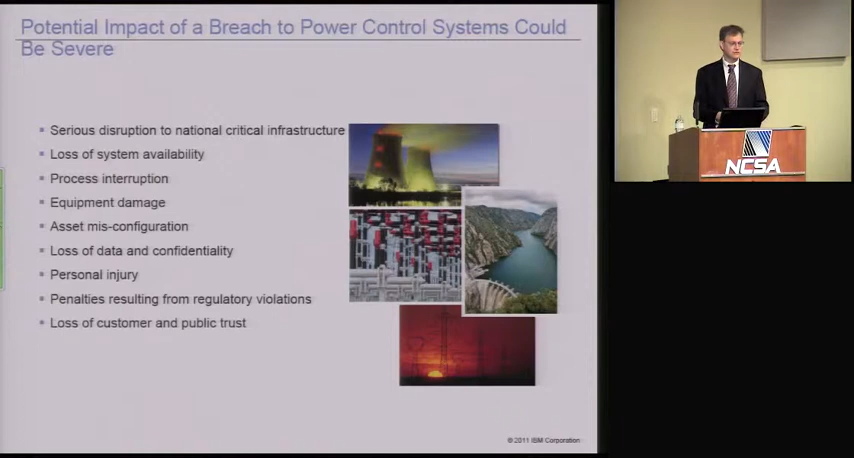 Potential Impact of a Breach to Power Control Systems Could
Be Severe
Serious disruption to national critical infrastructure
Loss of system availability
Process interruption
Equipment damage
Asset mis-configuration
Loss of data and confidentiality
Personal injury
Penalties resulting from regulatory violations
Loss of customer and public trust
© 2011 IBM Corporation
NCSA